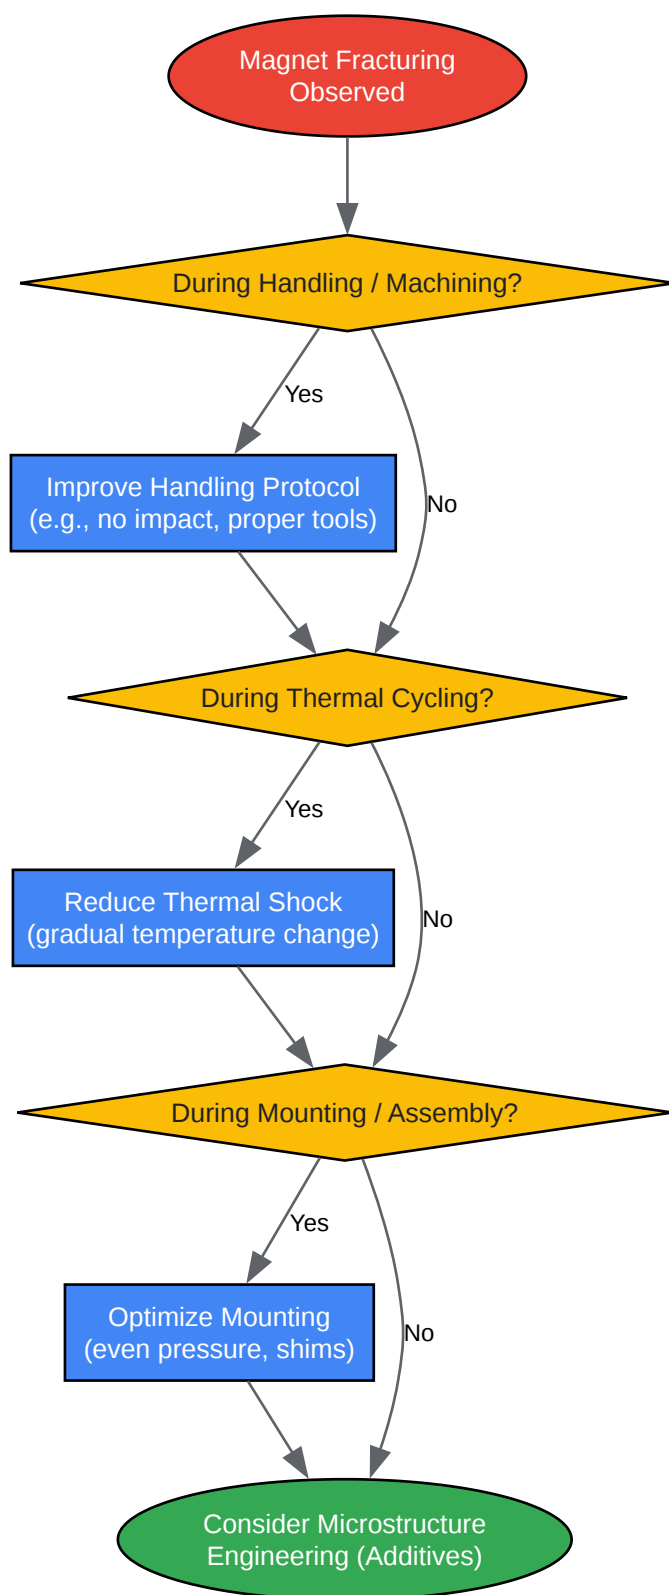 Magnet Fracturing
Observed
During Handling / Machining?
Yes
Improve Handling Protocol
(e.g., no impact, proper tools)
No
During Thermal Cycling?
Yes
Reduce Thermal Shock
(gradual temperature change)
No
During Mounting / Assembly?
Yes
Optimize Mounting
(even pressure, shims)
No
Consider Microstructure
Engineering (Additives)